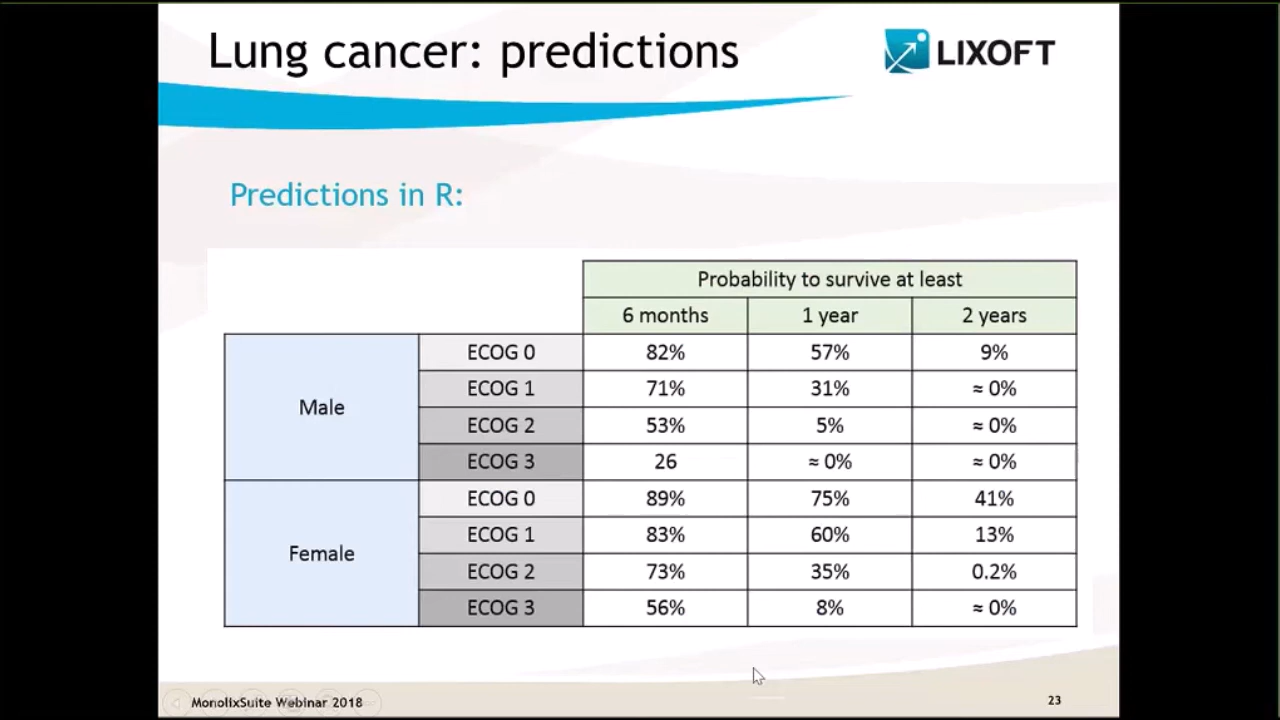 Lung cancer: predictions
LIXOFT
Predictions in R:
Probability to survive at least
6 months 1 year 2 years
Male
ECOG 0 82% 57% 9%
ECOG 1 71% 31% ≈ 0%
ECOG 2 53% 5% ≈ 0%
ECOG 3 26 ≈ 0% ≈ 0%
Female
ECOG 0 89% 75% 41%
ECOG 1 83% 60% 13%
ECOG 2 73% 35% 0.2%
ECOG 3 56% 8% ≈ 0%
MonolixSuite Webinar 2018
23